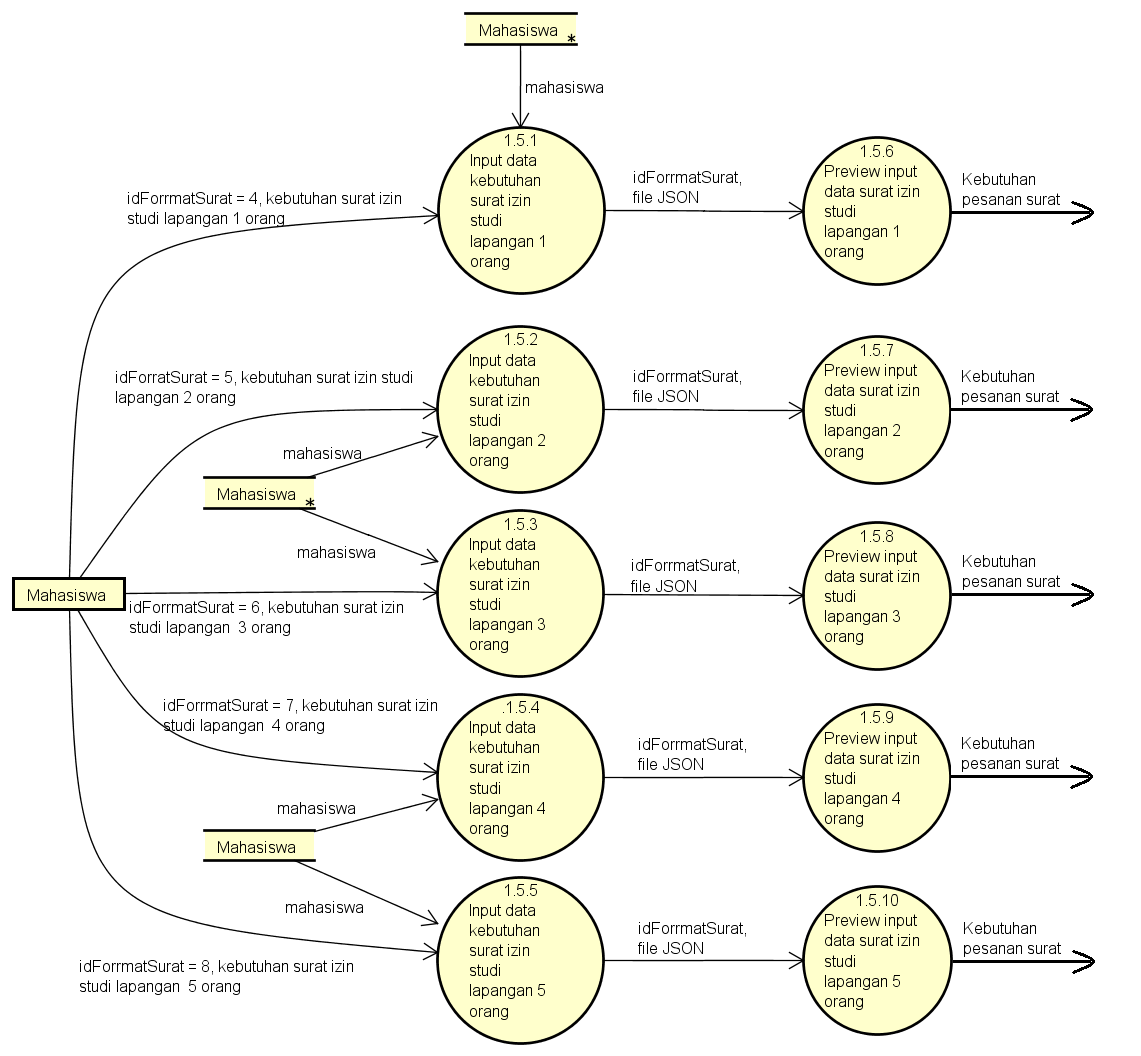 Mahasiswa *
mahasiswa
idForrmatSurat = 4, kebutuhan surat izin
studi lapangan 1 orang
1.5.1
Input data
kebutuhan
surat izin
studi
lapangan 1
orang
idForrmatSurat,
file JSON
1.5.6
Preview input
data surat izin
studi
lapangan 1
orang
Kebutuhan
pesanan surat
idForratSurat = 5, kebutuhan surat izin studi
lapangan 2 orang
1.5.2
Input data
kebutuhan
surat izin
studi
lapangan 2
orang
idForrmatSurat,
file JSON
1.5.7
Preview input
data surat izin
studi
lapangan 2
orang
Kebutuhan
pesanan surat
mahasiswa
Mahasiswa *
mahasiswa
Mahasiswa
idForrmatSurat = 6, kebutuhan surat izin
studi lapangan  3 orang
1.5.3
Input data
kebutuhan
surat izin
studi
lapangan 3
orang
idForrmatSurat,
file JSON
1.5.8
Preview input
data surat izin
studi
lapangan 3
orang
Kebutuhan
pesanan surat
idForrmatSurat = 7, kebutuhan surat izin
studi lapangan  4 orang
.1.5.4
Input data
kebutuhan
surat izin
studi
lapangan 4
orang
idForrmatSurat,
file JSON
1.5.9
Preview input
data surat izin
studi
lapangan 4
orang
Kebutuhan
pesanan surat
mahasiswa
Mahasiswa
mahasiswa
idForrmatSurat = 8, kebutuhan surat izin
studi lapangan  5 orang
1.5.5
Input data
kebutuhan
surat izin
studi
lapangan 5
orang
idForrmatSurat,
file JSON
1.5.10
Preview input
data surat izin
studi
lapangan 5
orang
Kebutuhan
pesanan surat